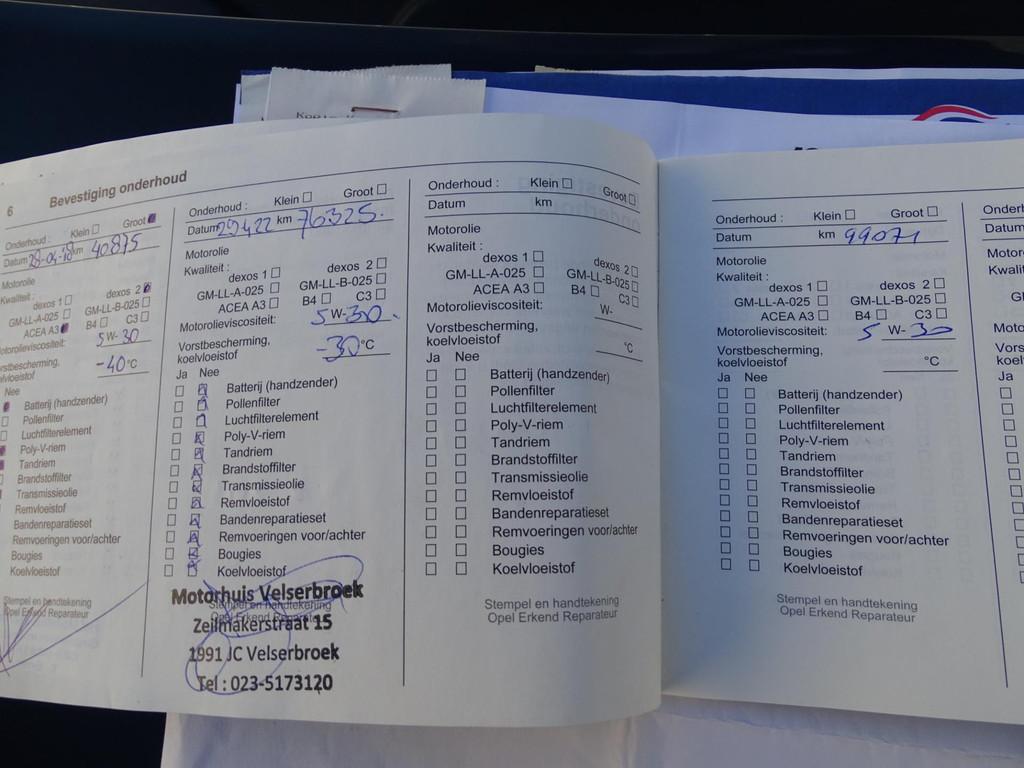 6 Bevestiging onderhoud
Onderhoud : Klein Groot
Datum 28-04-18 km 40875
Motorolie
Kwaliteit :
dexos 1 dexos 2
GM-LL-A-025 GM-LL-B-025
ACEA A3 B4 C3
Motorolieviscositeit: 5 W-30
Vorstbescherming,
koelvloeistof -40 °C
Nee
Batterij (handzender)
Pollenfilter
Luchtfilterelement
Poly-V-riem
Tandriem
Brandstoffilter
Transmissieolie
Remvloeistof
Bandenreparatieset
Remvoeringen voor/achter
Bougies
Koelvloeistof
Stempel en handtekening
Opel Erkend Reparateur
Onderhoud : Klein Groot
Datum 29422 km 76325.
Motorolie
Kwaliteit :
dexos 1 dexos 2
GM-LL-A-025 GM-LL-B-025
ACEA A3 B4 C3
Motorolieviscositeit: 5 W-30
Vorstbescherming,
koelvloeistof -30 °C
Ja Nee
Batterij (handzender)
Pollenfilter
Luchtfilterelement
Poly-V-riem
Tandriem
Brandstoffilter
Transmissieolie
Remvloeistof
Bandenreparatieset
Remvoeringen voor/achter
Bougies
Koelvloeistof
Motorhuis Velserbroek
Stempel en handtekening
Opel Erkend Reparateur
Zeilmakerstraat 15
1991 JC Velserbroek
Tel : 023-5173120
Onderhoud : Klein Groot
Datum km
Motorolie
Kwaliteit :
dexos 1 dexos 2
GM-LL-A-025 GM-LL-B-025
ACEA A3 B4 C3
Motorolieviscositeit: W-
Vorstbescherming,
koelvloeistof °C
Ja Nee
Batterij (handzender)
Pollenfilter
Luchtfilterelement
Poly-V-riem
Tandriem
Brandstoffilter
Transmissieolie
Remvloeistof
Bandenreparatieset
Remvoeringen voor/achter
Bougies
Koelvloeistof
Stempel en handtekening
Opel Erkend Reparateur
Onderhoud : Klein Groot
Datum km 99071
Motorolie
Kwaliteit :
dexos 1 dexos 2
GM-LL-A-025 GM-LL-B-025
ACEA A3 B4 C3
Motorolieviscositeit: 5 W-30
Vorstbescherming,
koelvloeistof °C
Ja Nee
Batterij (handzender)
Pollenfilter
Luchtfilterelement
Poly-V-riem
Tandriem
Brandstoffilter
Transmissieolie
Remvloeistof
Bandenreparatieset
Remvoeringen voor/achter
Bougies
Koelvloeistof
Stempel en handtekening
Opel Erkend Reparateur
Datum
Ja